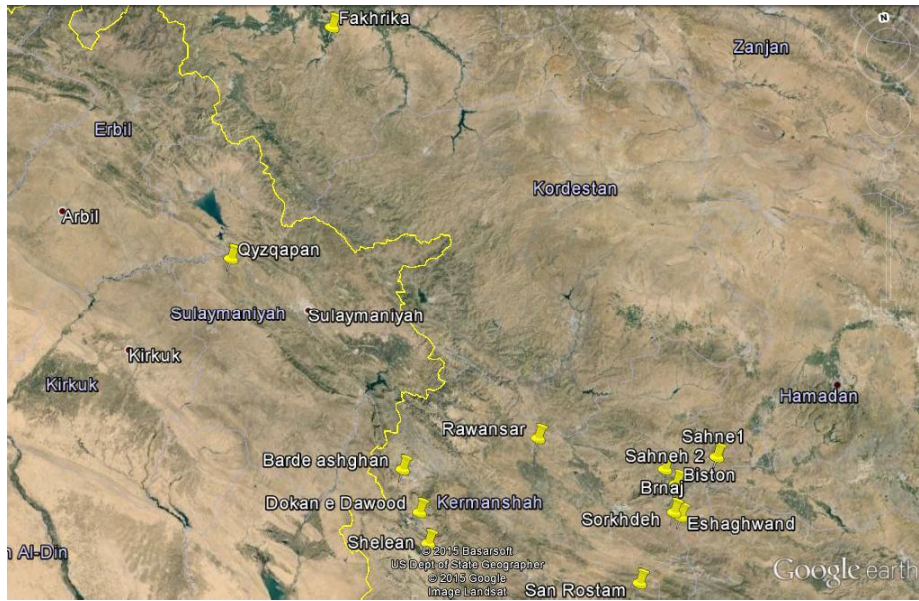 N
Fakhrika
Zanjan
Erbil
Kordestan
Arbil
Qyzqapan
Sulaymaniyah
Sulaymaniyah
Kirkuk
Kirkuk
Hamadan
Rawansar
Sahne1
Sahneh 2
Barde ashghan
Biston
Brnaj
Dokan e Dawood
Kermanshah
Sorkhdeh
Eshaghwand
Shelean
n Al-Din
© 2015 Basarsoft
US Dept of State Geographer
© 2015 Google
Image Landsat
Google earth
San Rostam